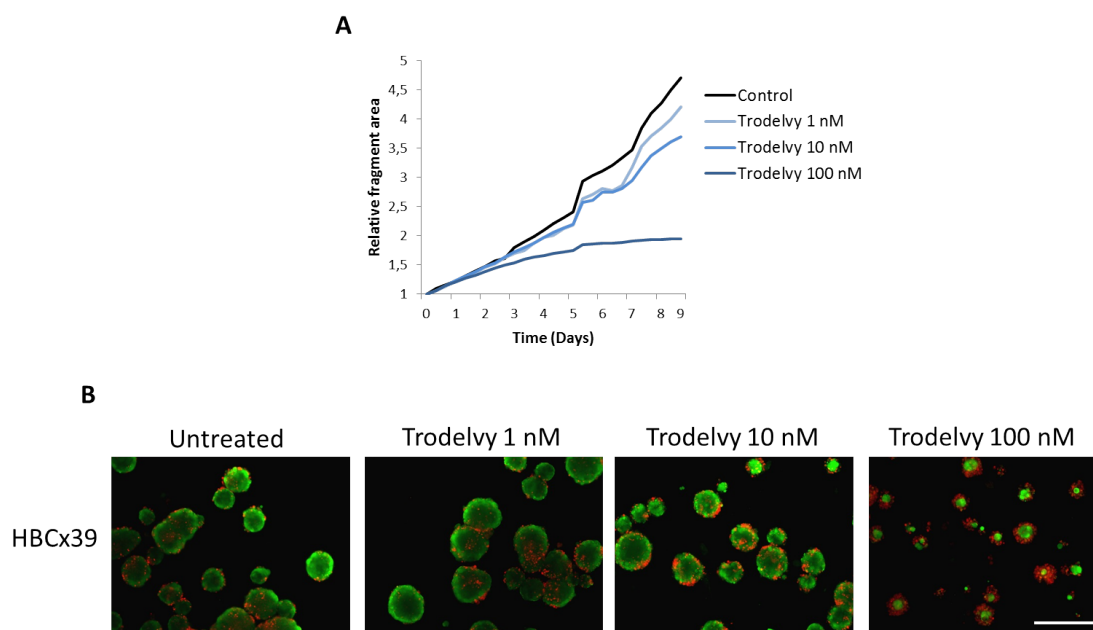 A
5
4,5
4
3,5
3
2,5
2
1,5
1
Relative fragment area
0 1 2 3 4 5 6 7 8 9
Time (Days)
Control
Trodelvy 1 nM
Trodelvy 10 nM
Trodelvy 100 nM
B
Untreated Trodelvy 1 nM Trodelvy 10 nM Trodelvy 100 nM
HBCx39